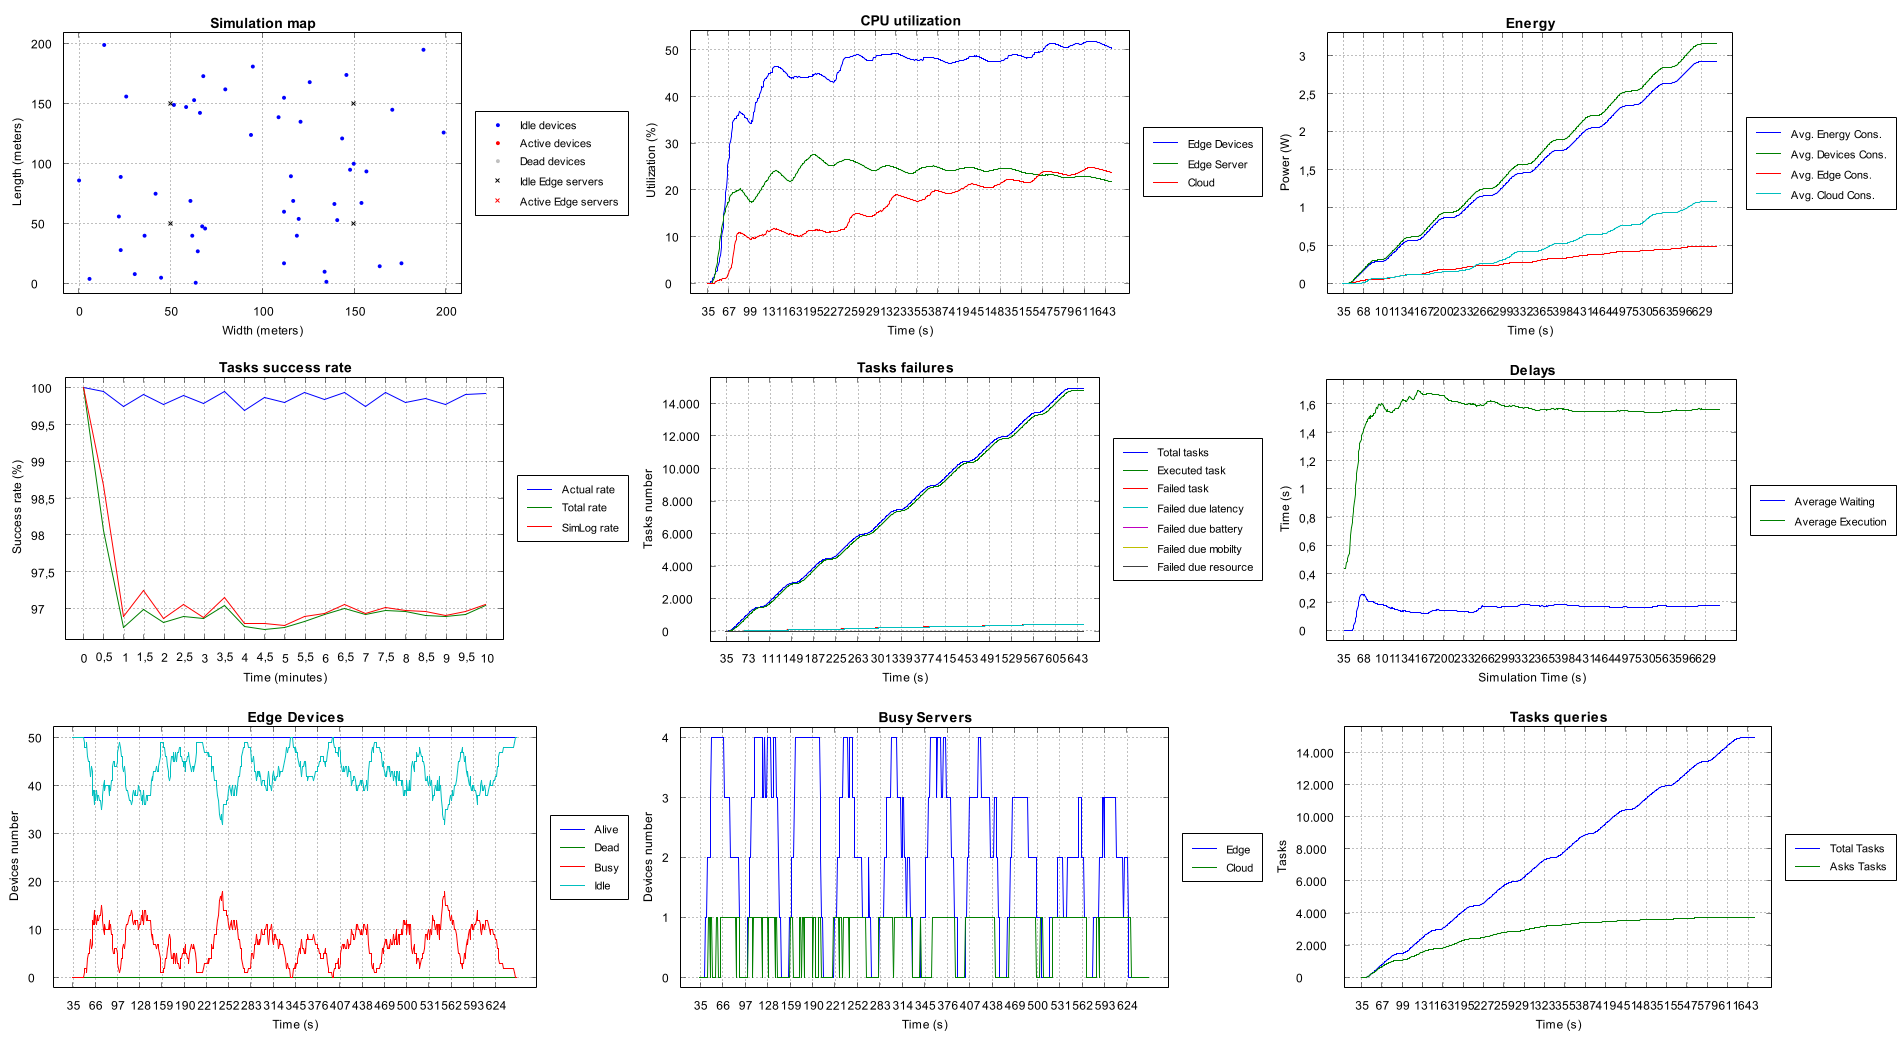 Simulation map
Length (meters)
200
150
100
50
0
0 50 100 150 200
Width (meters)
Idle devices
Active devices
Dead devices
Idle Edge servers
Active Edge servers
CPU utilization
Utilization (%)
50
40
30
20
10
0
Time (s)
Edge Devices
Edge Server
Cloud
Energy
Power (W)
3
2,5
2
1,5
1
0,5
0
Time (s)
Avg. Energy Cons.
Avg. Devices Cons.
Avg. Edge Cons.
Avg. Cloud Cons.
Tasks success rate
Success rate (%)
100
99,5
99
98,5
98
97,5
97
0 0,5 1 1,5 2 2,5 3 3,5 4 4,5 5 5,5 6 6,5 7 7,5 8 8,5 9 9,5 10
Time (minutes)
Actual rate
Total rate
SimLog rate
Tasks failures
Tasks number
14.000
12.000
10.000
8.000
6.000
4.000
2.000
0
35 73 111149187225263301339377415453491529567605643
Time (s)
Total tasks
Executed task
Failed task
Failed due latency
Failed due battery
Failed due mobilty
Failed due resource
Delays
Time (s)
1,6
1,4
1,2
1
0,8
0,6
0,4
0,2
0
Simulation Time (s)
Average Waiting
Average Execution
Edge Devices
Devices number
50
40
30
20
10
0
35 66 97 128 159 190 221252 283314345376407438469500 531562593624
Time (s)
Alive
Dead
Busy
Idle
Busy Servers
Devices number
4
3
2
1
0
35 66 97 128 159 190 221252 283314345376407438469500 531562593624
Time (s)
Edge
Cloud
Tasks queries
Tasks
14.000
12.000
10.000
8.000
6.000
4.000
2.000
0
Time (s)
Total Tasks
Asks Tasks